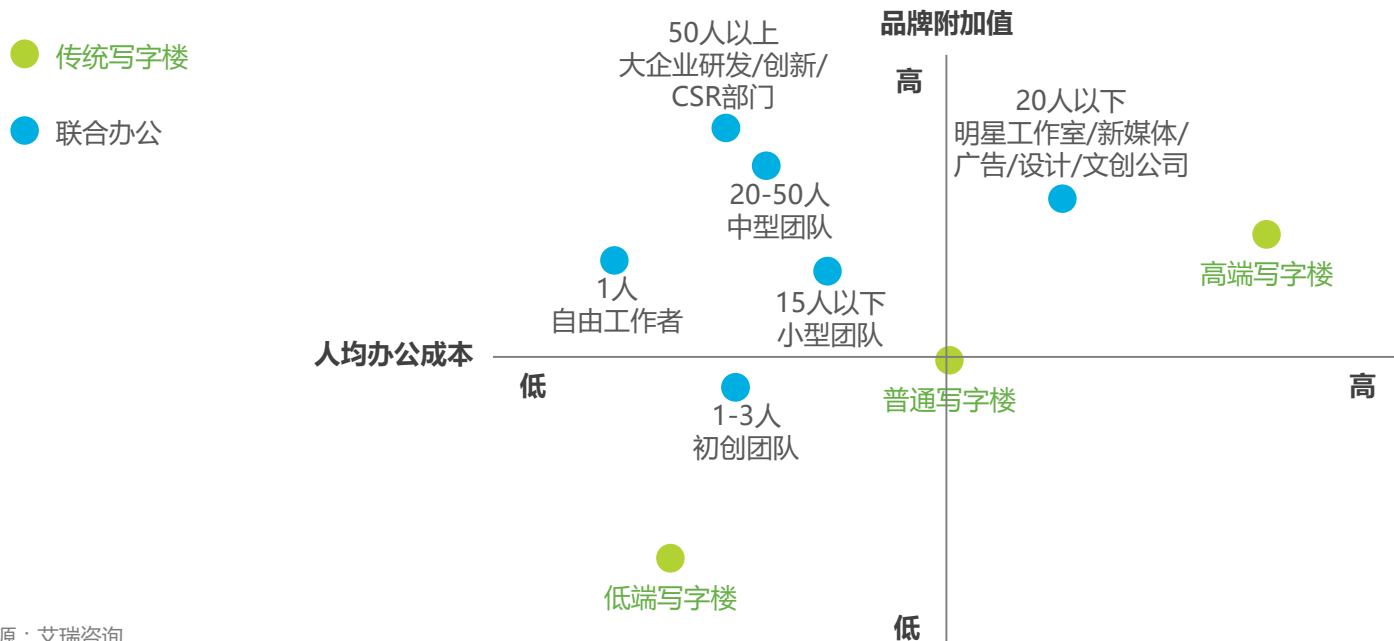 传统写字楼
联合办公
品牌附加值
高
50人以上
大企业研发/创新/
CSR部门
20人以下
明星工作室/新媒体/
广告/设计/文创公司
20-50人
中型团队
高端写字楼
1人
自由工作者
15人以下
小型团队
人均办公成本
低
高
普通写字楼
1-3人
初创团队
低端写字楼
低
源：艾瑞咨询